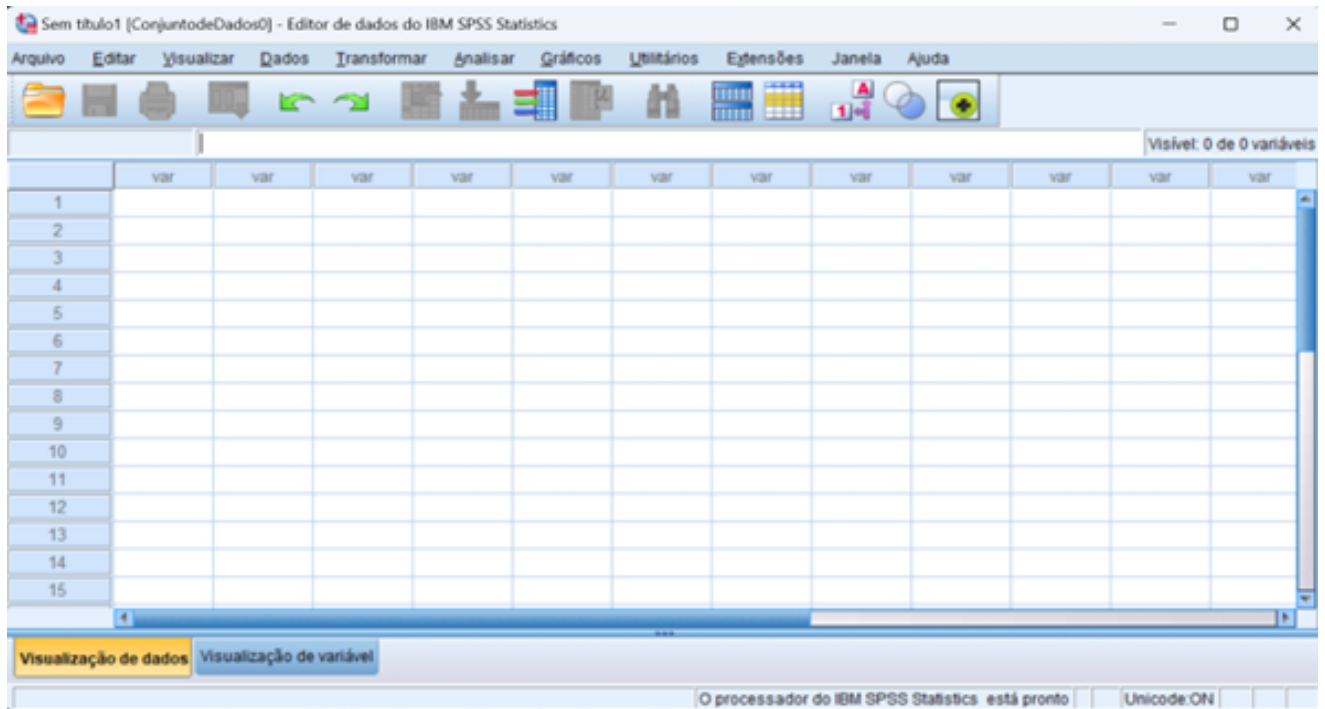 Sem título1 [ConjuntodeDados0] - Editor de dados do IBM SPSS Statistics
Arquivo Editar Visualizar Dados Transformar Analisar Gráficos Utilitários Extensões Janela Ajuda
Visível: 0 de 0 variáveis
var var var var var var var var var var var var
1
2
3
4
5
6
7
8
9
10
11
12
13
14
15
Visualização de dados Visualização de variável
O processador do IBM SPSS Statistics está pronto Unicode:ON